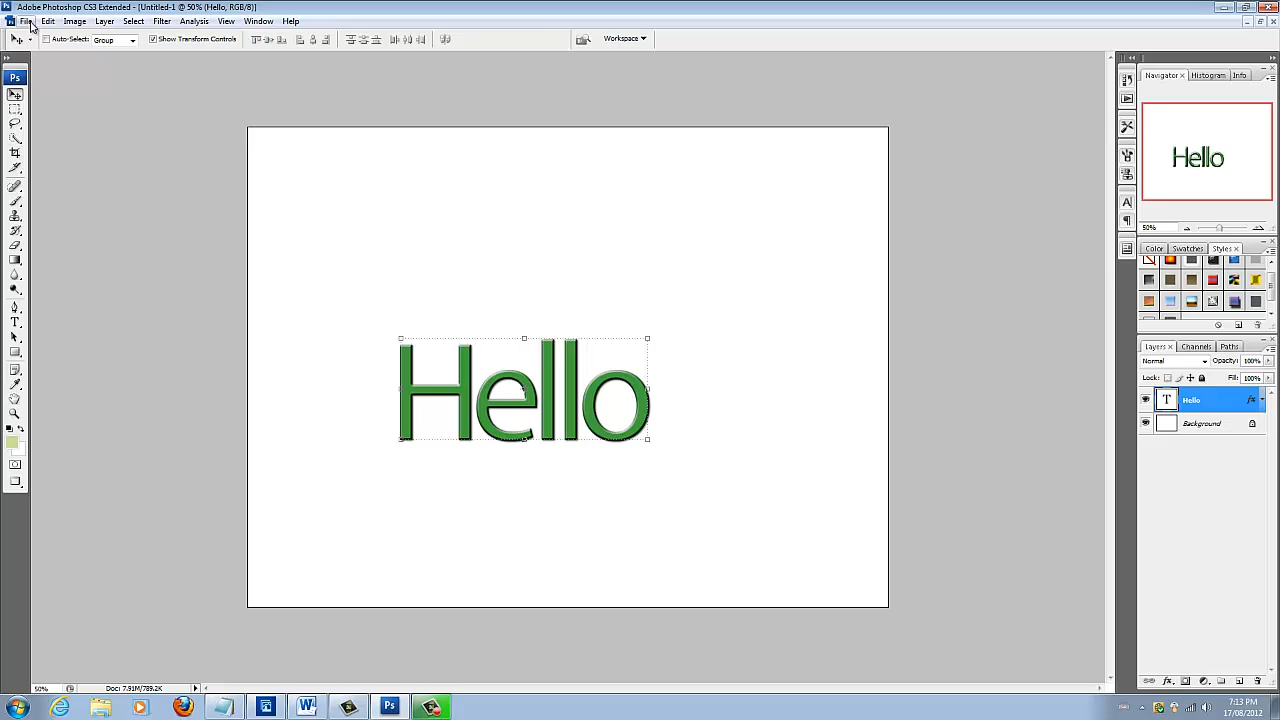 Adobe Photoshop CS3 Extended - [Untitled-1 @ 50% (Hello, RGB/8)]
File Edit Image Layer Select Filter Analysis View Window Help
Auto-Select: Group Show Transform Controls Workspace
Ps
Navigator Histogram Info
Hello
50%
Color Swatches Styles
Hello
Layers Channels Paths
Normal Opacity: 100%
Lock: Fill: 100%
T Hello fx
Background
50% Doc: 7.91M/789.2K
7:13 PM
17/08/2012